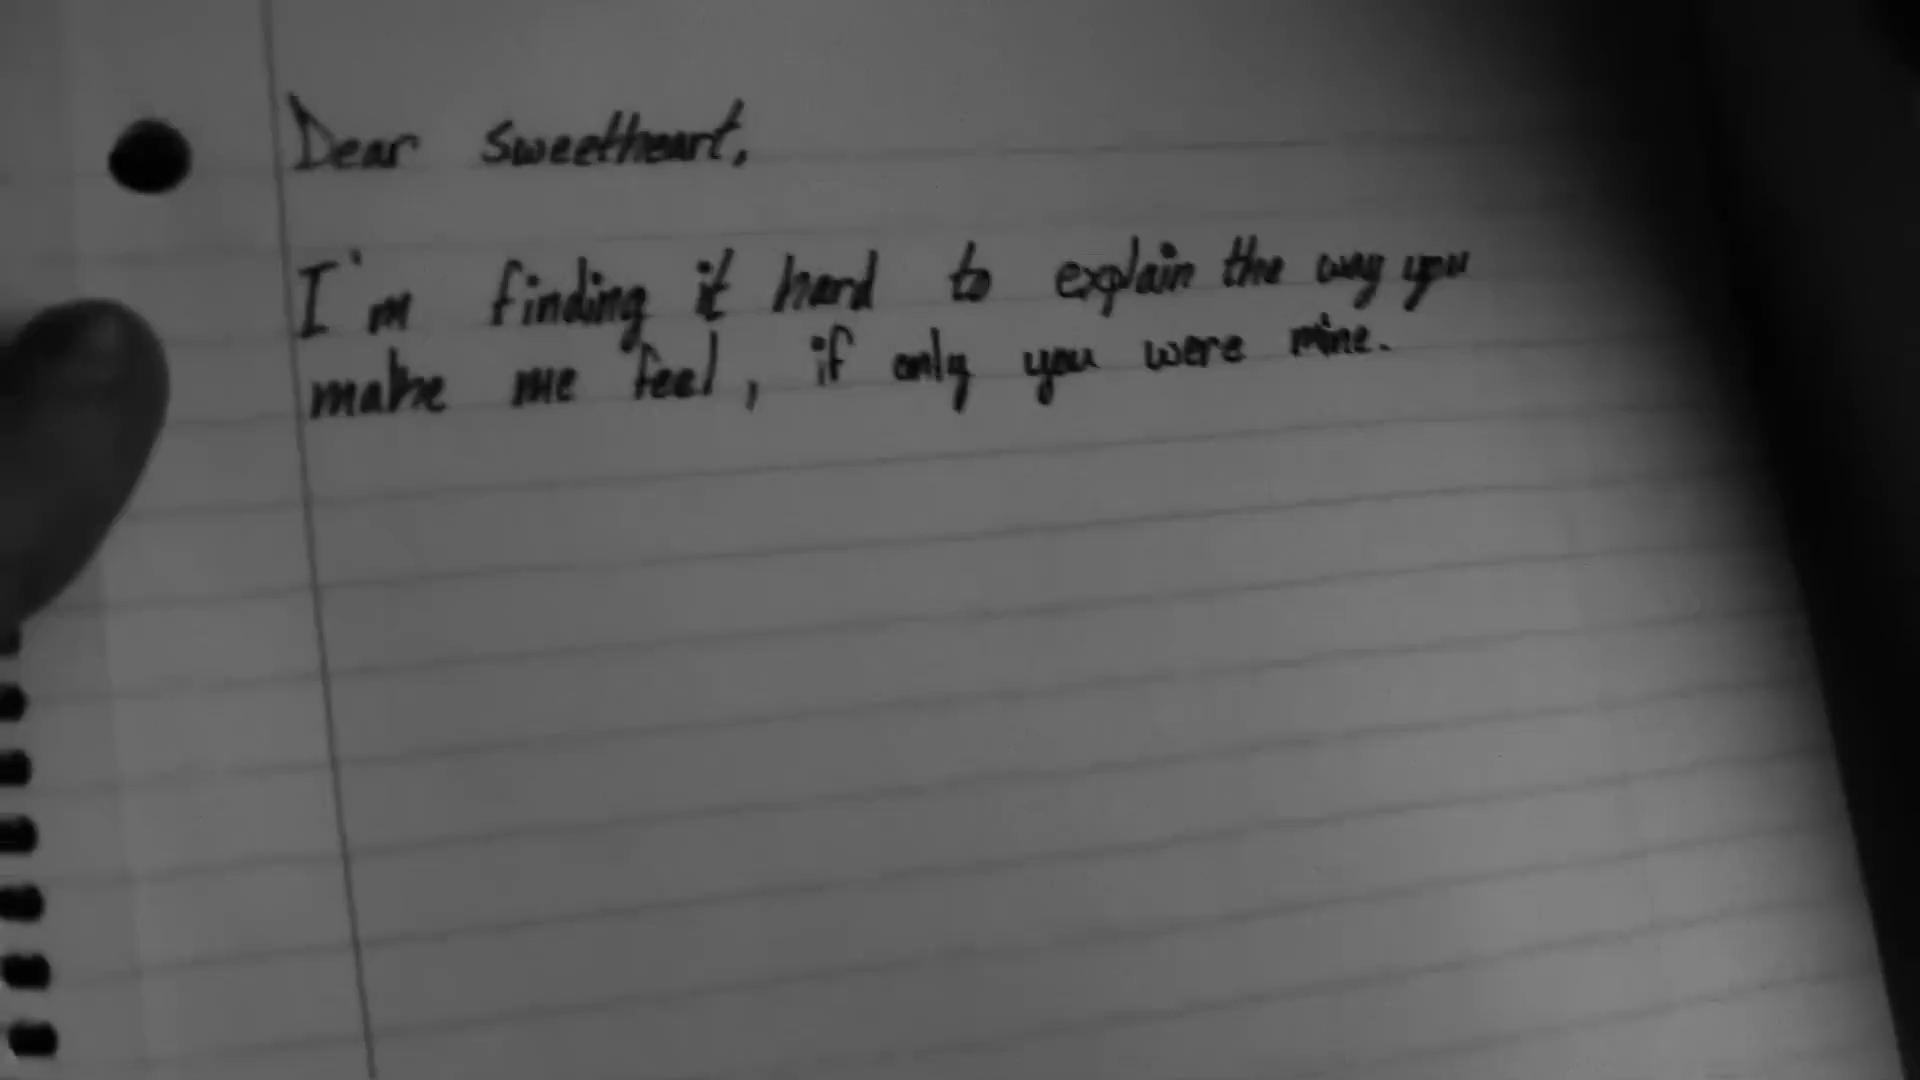 Dear sweetheart,
I'm finding it hard to explain the way you
make me feel, if only you were mine.